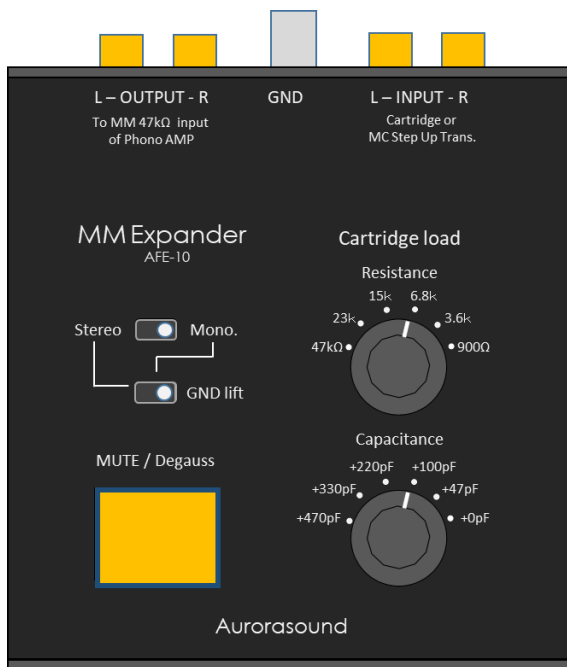 L – OUTPUT - R
GND
L – INPUT - R
To MM 47kΩ input
of Phono AMP
Cartridge or
MC Step Up Trans.
MM Expander
AFE-10
Cartridge load
Resistance
15k
6.8k
23k
3.6k
47kΩ
900Ω
Stereo
Mono.
GND lift
Capacitance
+220pF
+100pF
+330pF
+47pF
+470pF
+0pF
MUTE / Degauss
Aurorasound